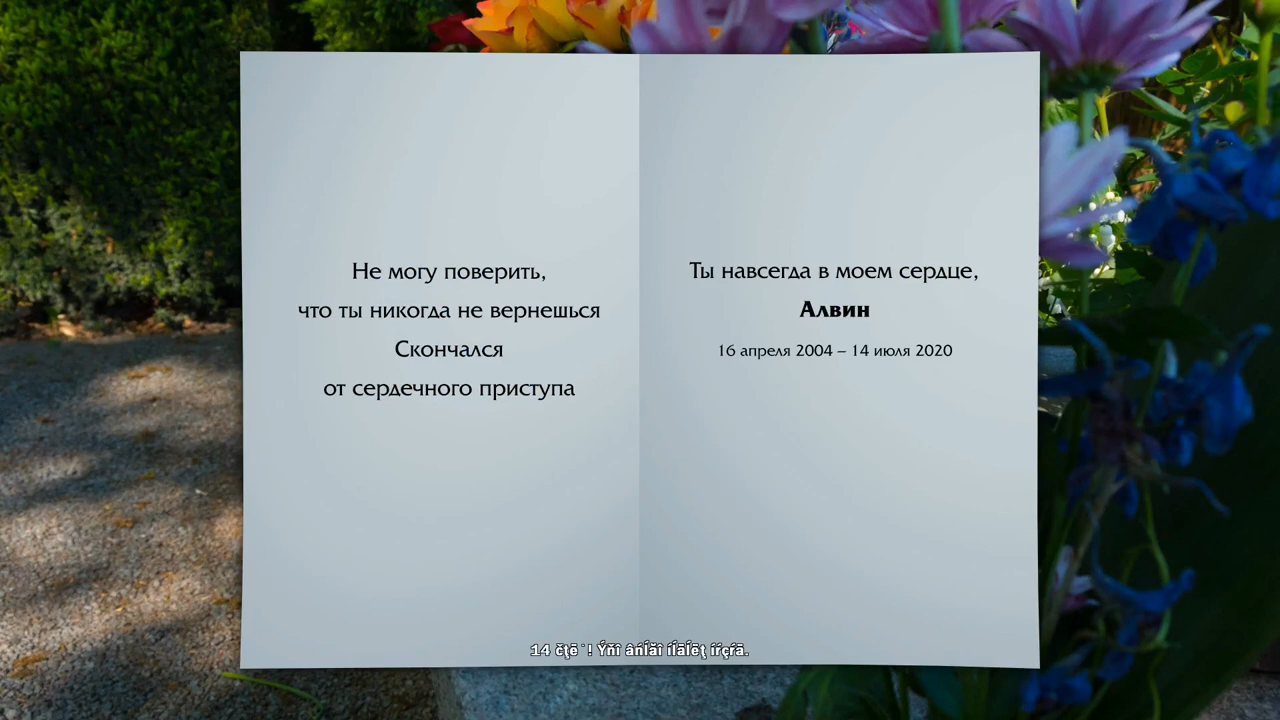 Не могу поверить,
что ты никогда не вернешься
Скончался
от сердечного приступа
Ты навсегда в моем сердце,
Алвин
16 апреля 2004 – 14 июля 2020